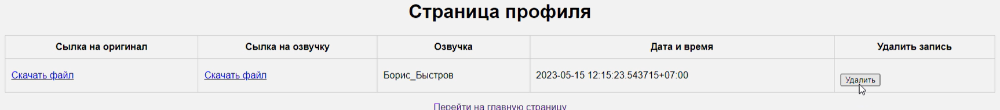 Страница профиля
Сылка на оригинал Сылка на озвучку Озвучка Дата и время Удалить запись
Скачать файл Скачать файл Борис_Быстров 2023-05-15 12:15:23.543715+07:00 Удалить
Перейти на главную страницу